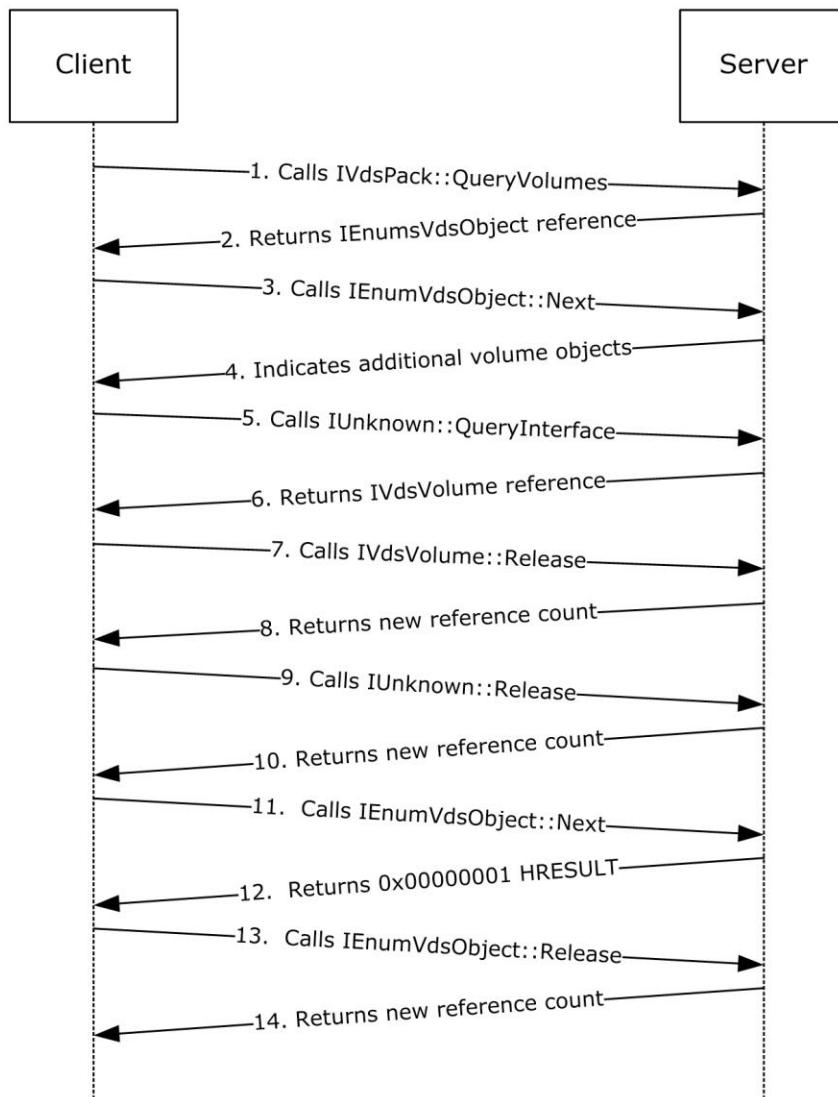 Client
Server
1. Calls IVdsPack::QueryVolumes
2. Returns IEnumsVdsObject reference
3. Calls IEnumVdsObject::Next
4. Indicates additional volume objects
5. Calls IUnknown::QueryInterface
6. Returns IVdsVolume reference
7. Calls IVdsVolume::Release
8. Returns new reference count
9. Calls IUnknown::Release
10. Returns new reference count
11.  Calls IEnumVdsObject::Next
12.  Returns 0x00000001 HRESULT
13.  Calls IEnumVdsObject::Release
14. Returns new reference count